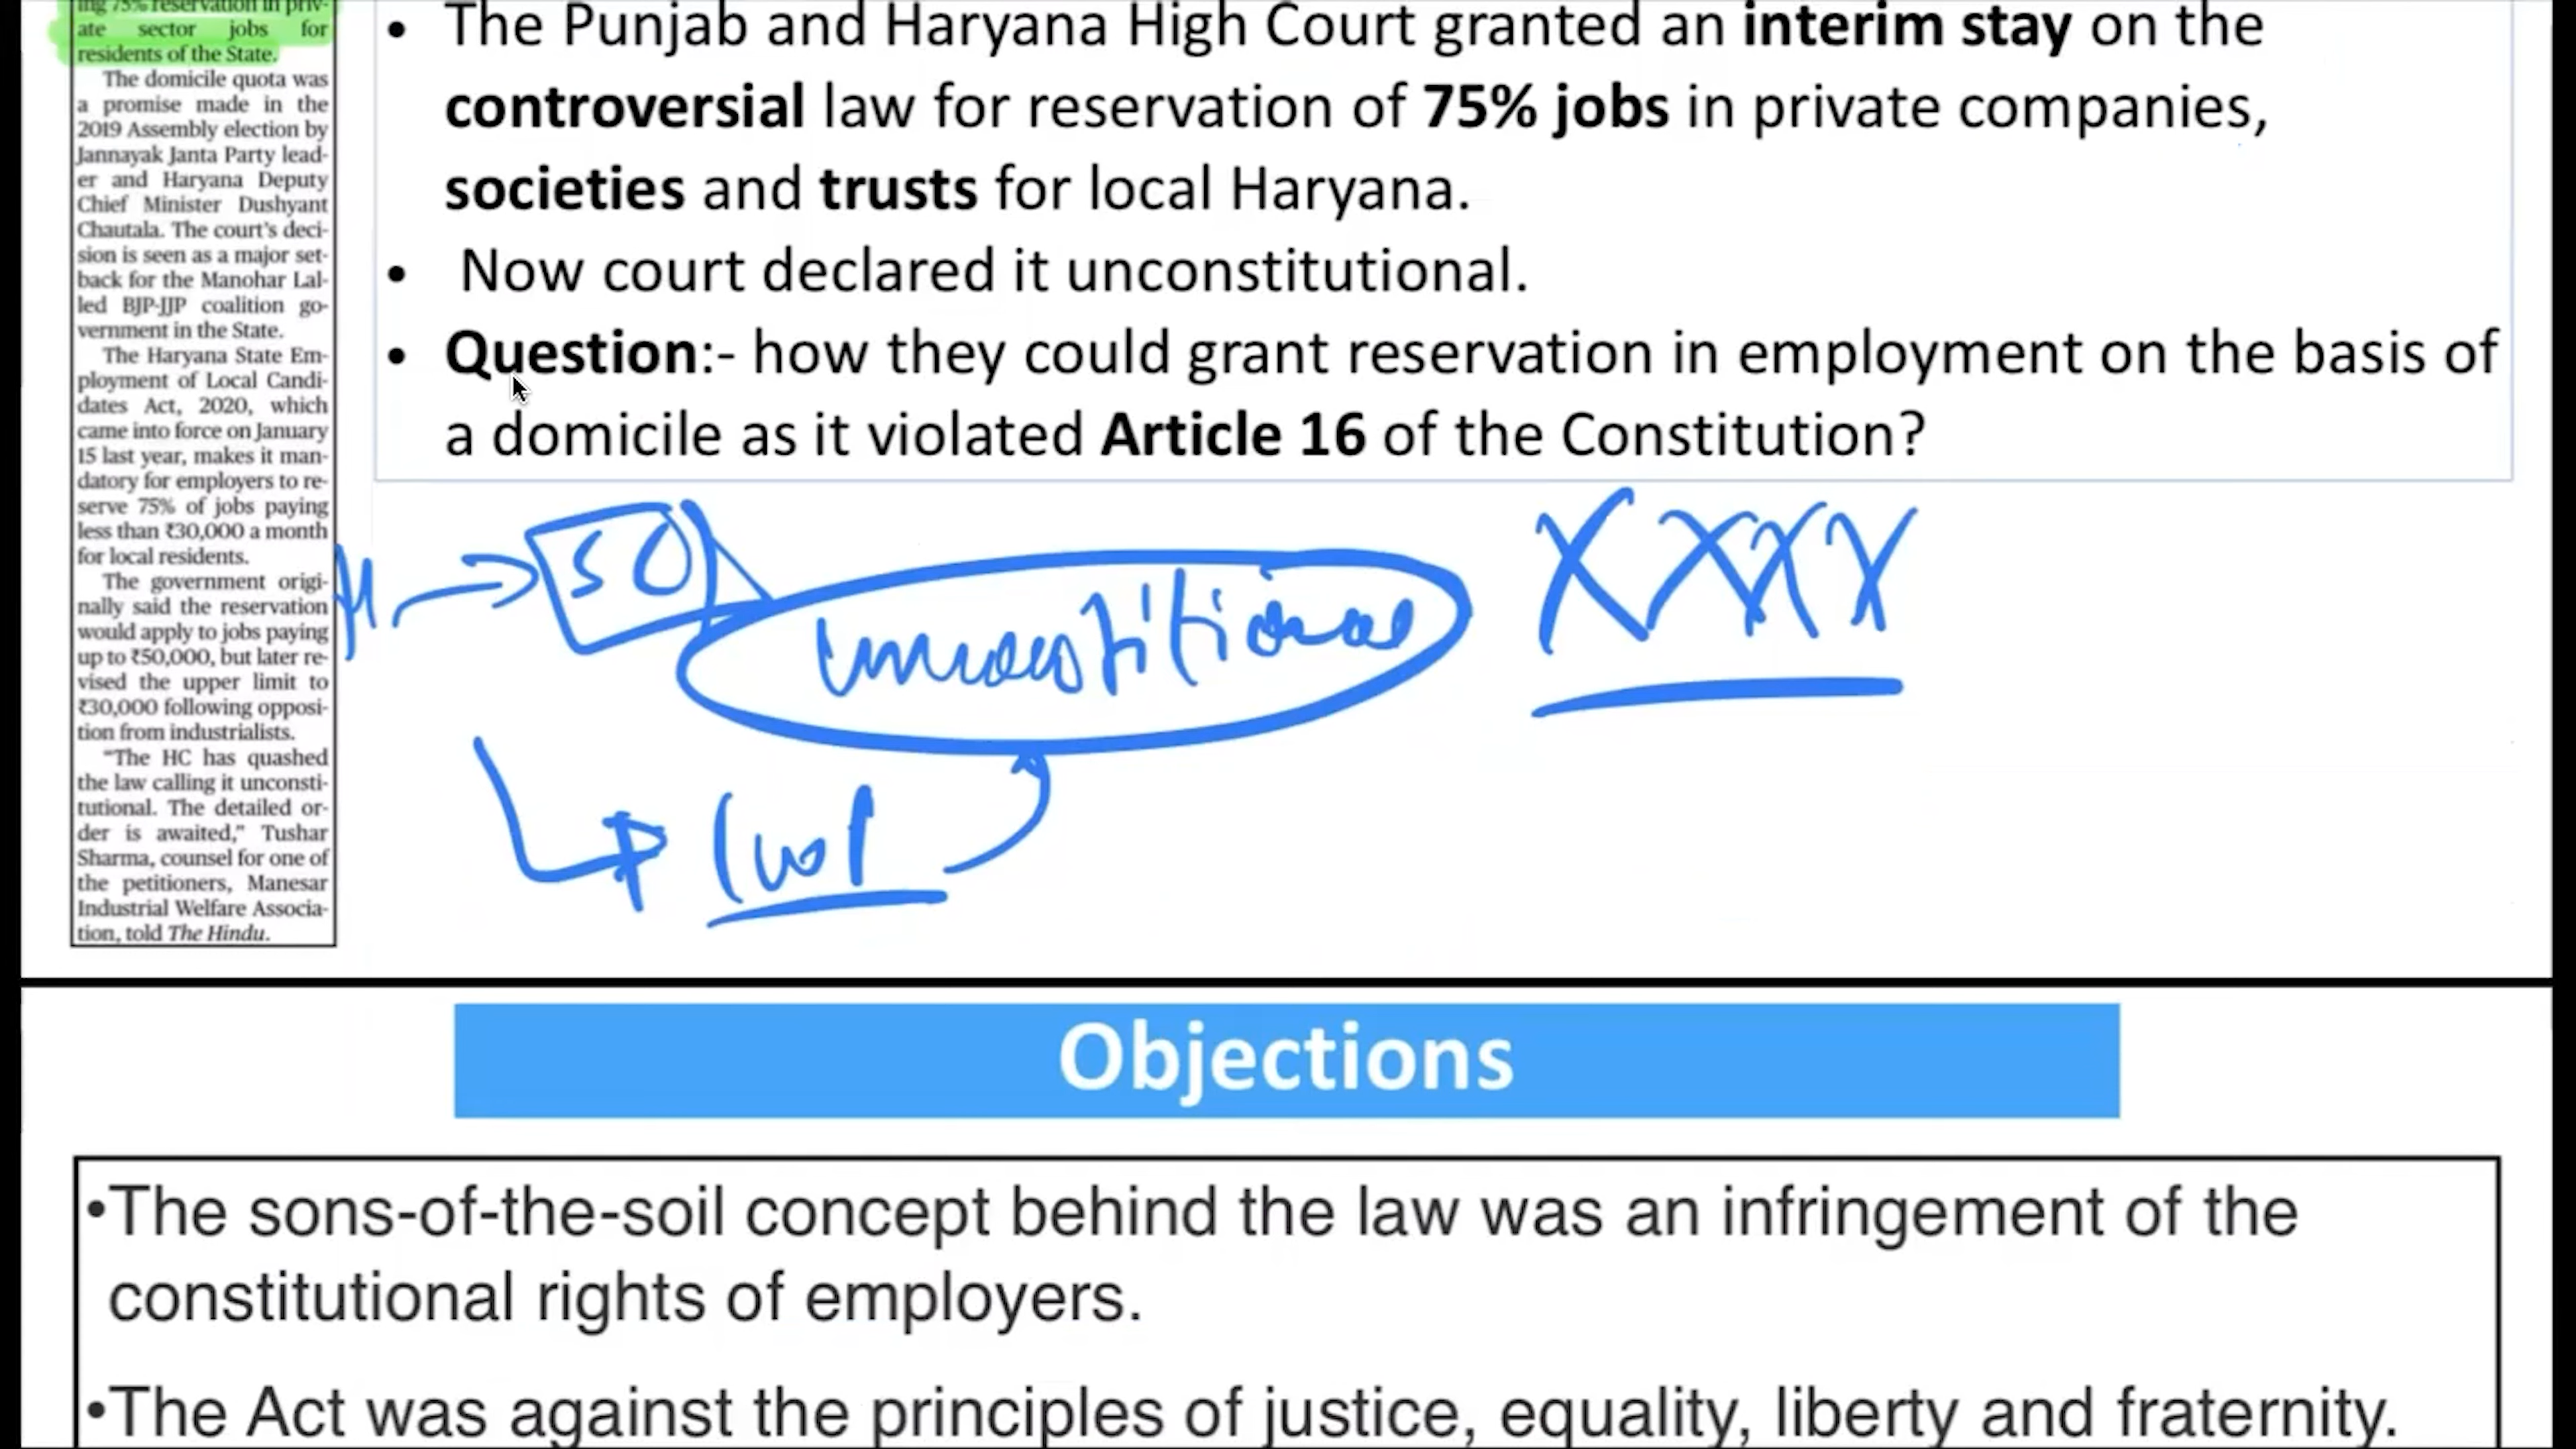 ing 75% reservation in priv-
ate sector jobs for
residents of the State.
The domicile quota was
a promise made in the
2019 Assembly election by
Jannayak Janta Party lead-
er and Haryana Deputy
Chief Minister Dushyant
Chautala. The court's deci-
sion is seen as a major set-
back for the Manohar Lal-
led BJP-JJP coalition go-
vernment in the State.
The Haryana State Em-
ployment of Local Candi-
dates Act, 2020, which
came into force on January
15 last year, makes it man-
datory for employers to re-
serve 75% of jobs paying
less than ₹30,000 a month
for local residents.
The government origi-
nally said the reservation
would apply to jobs paying
up to ₹50,000, but later re-
vised the upper limit to
₹30,000 following opposi-
tion from industrialists.
"The HC has quashed
the law calling it unconsti-
tutional. The detailed or-
der is awaited," Tushar
Sharma, counsel for one of
the petitioners, Manesar
Industrial Welfare Associa-
tion, told The Hindu.
• The Punjab and Haryana High Court granted an interim stay on the
controversial law for reservation of 75% jobs in private companies,
societies and trusts for local Haryana.
• Now court declared it unconstitutional.
• Question:- how they could grant reservation in employment on the basis of
a domicile as it violated Article 16 of the Constitution?
XXXX
Objections
•The sons-of-the-soil concept behind the law was an infringement of the
constitutional rights of employers.
•The Act was against the principles of justice, equality, liberty and fraternity.